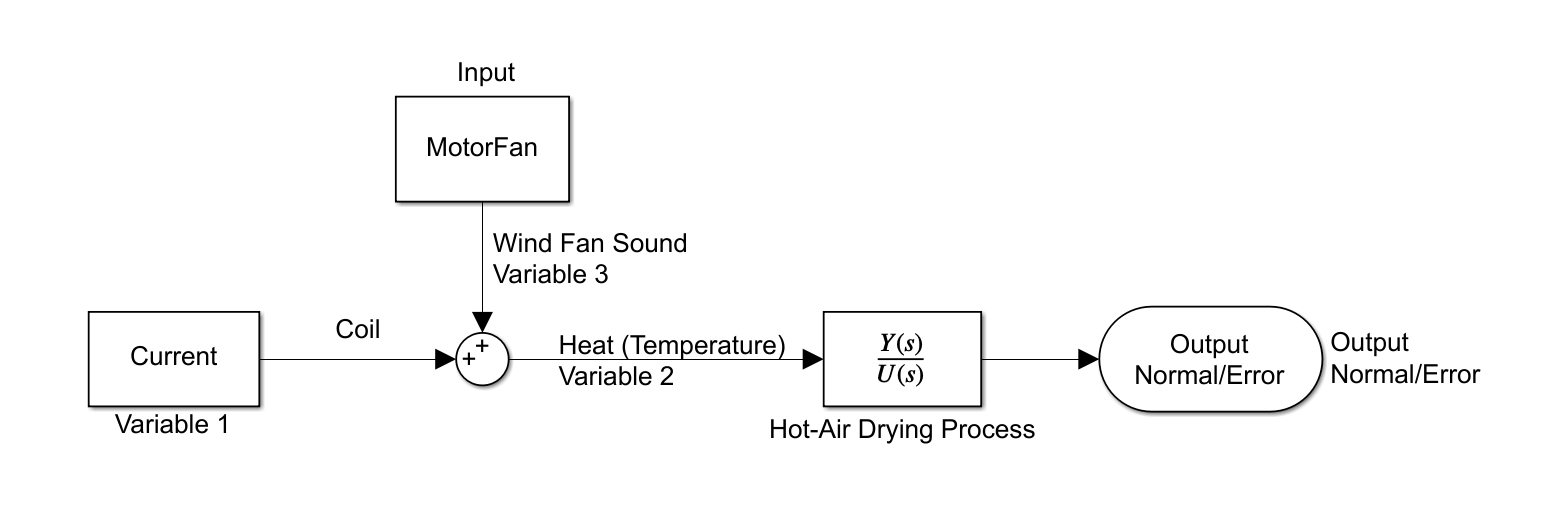 Input
MotorFan
Wind Fan Sound
Variable 3
Current
Variable 1
Coil
+
+
Heat (Temperature)
Variable 2
Y(s)
U(s)
Hot-Air Drying Process
Output
Normal/Error
Output
Normal/Error